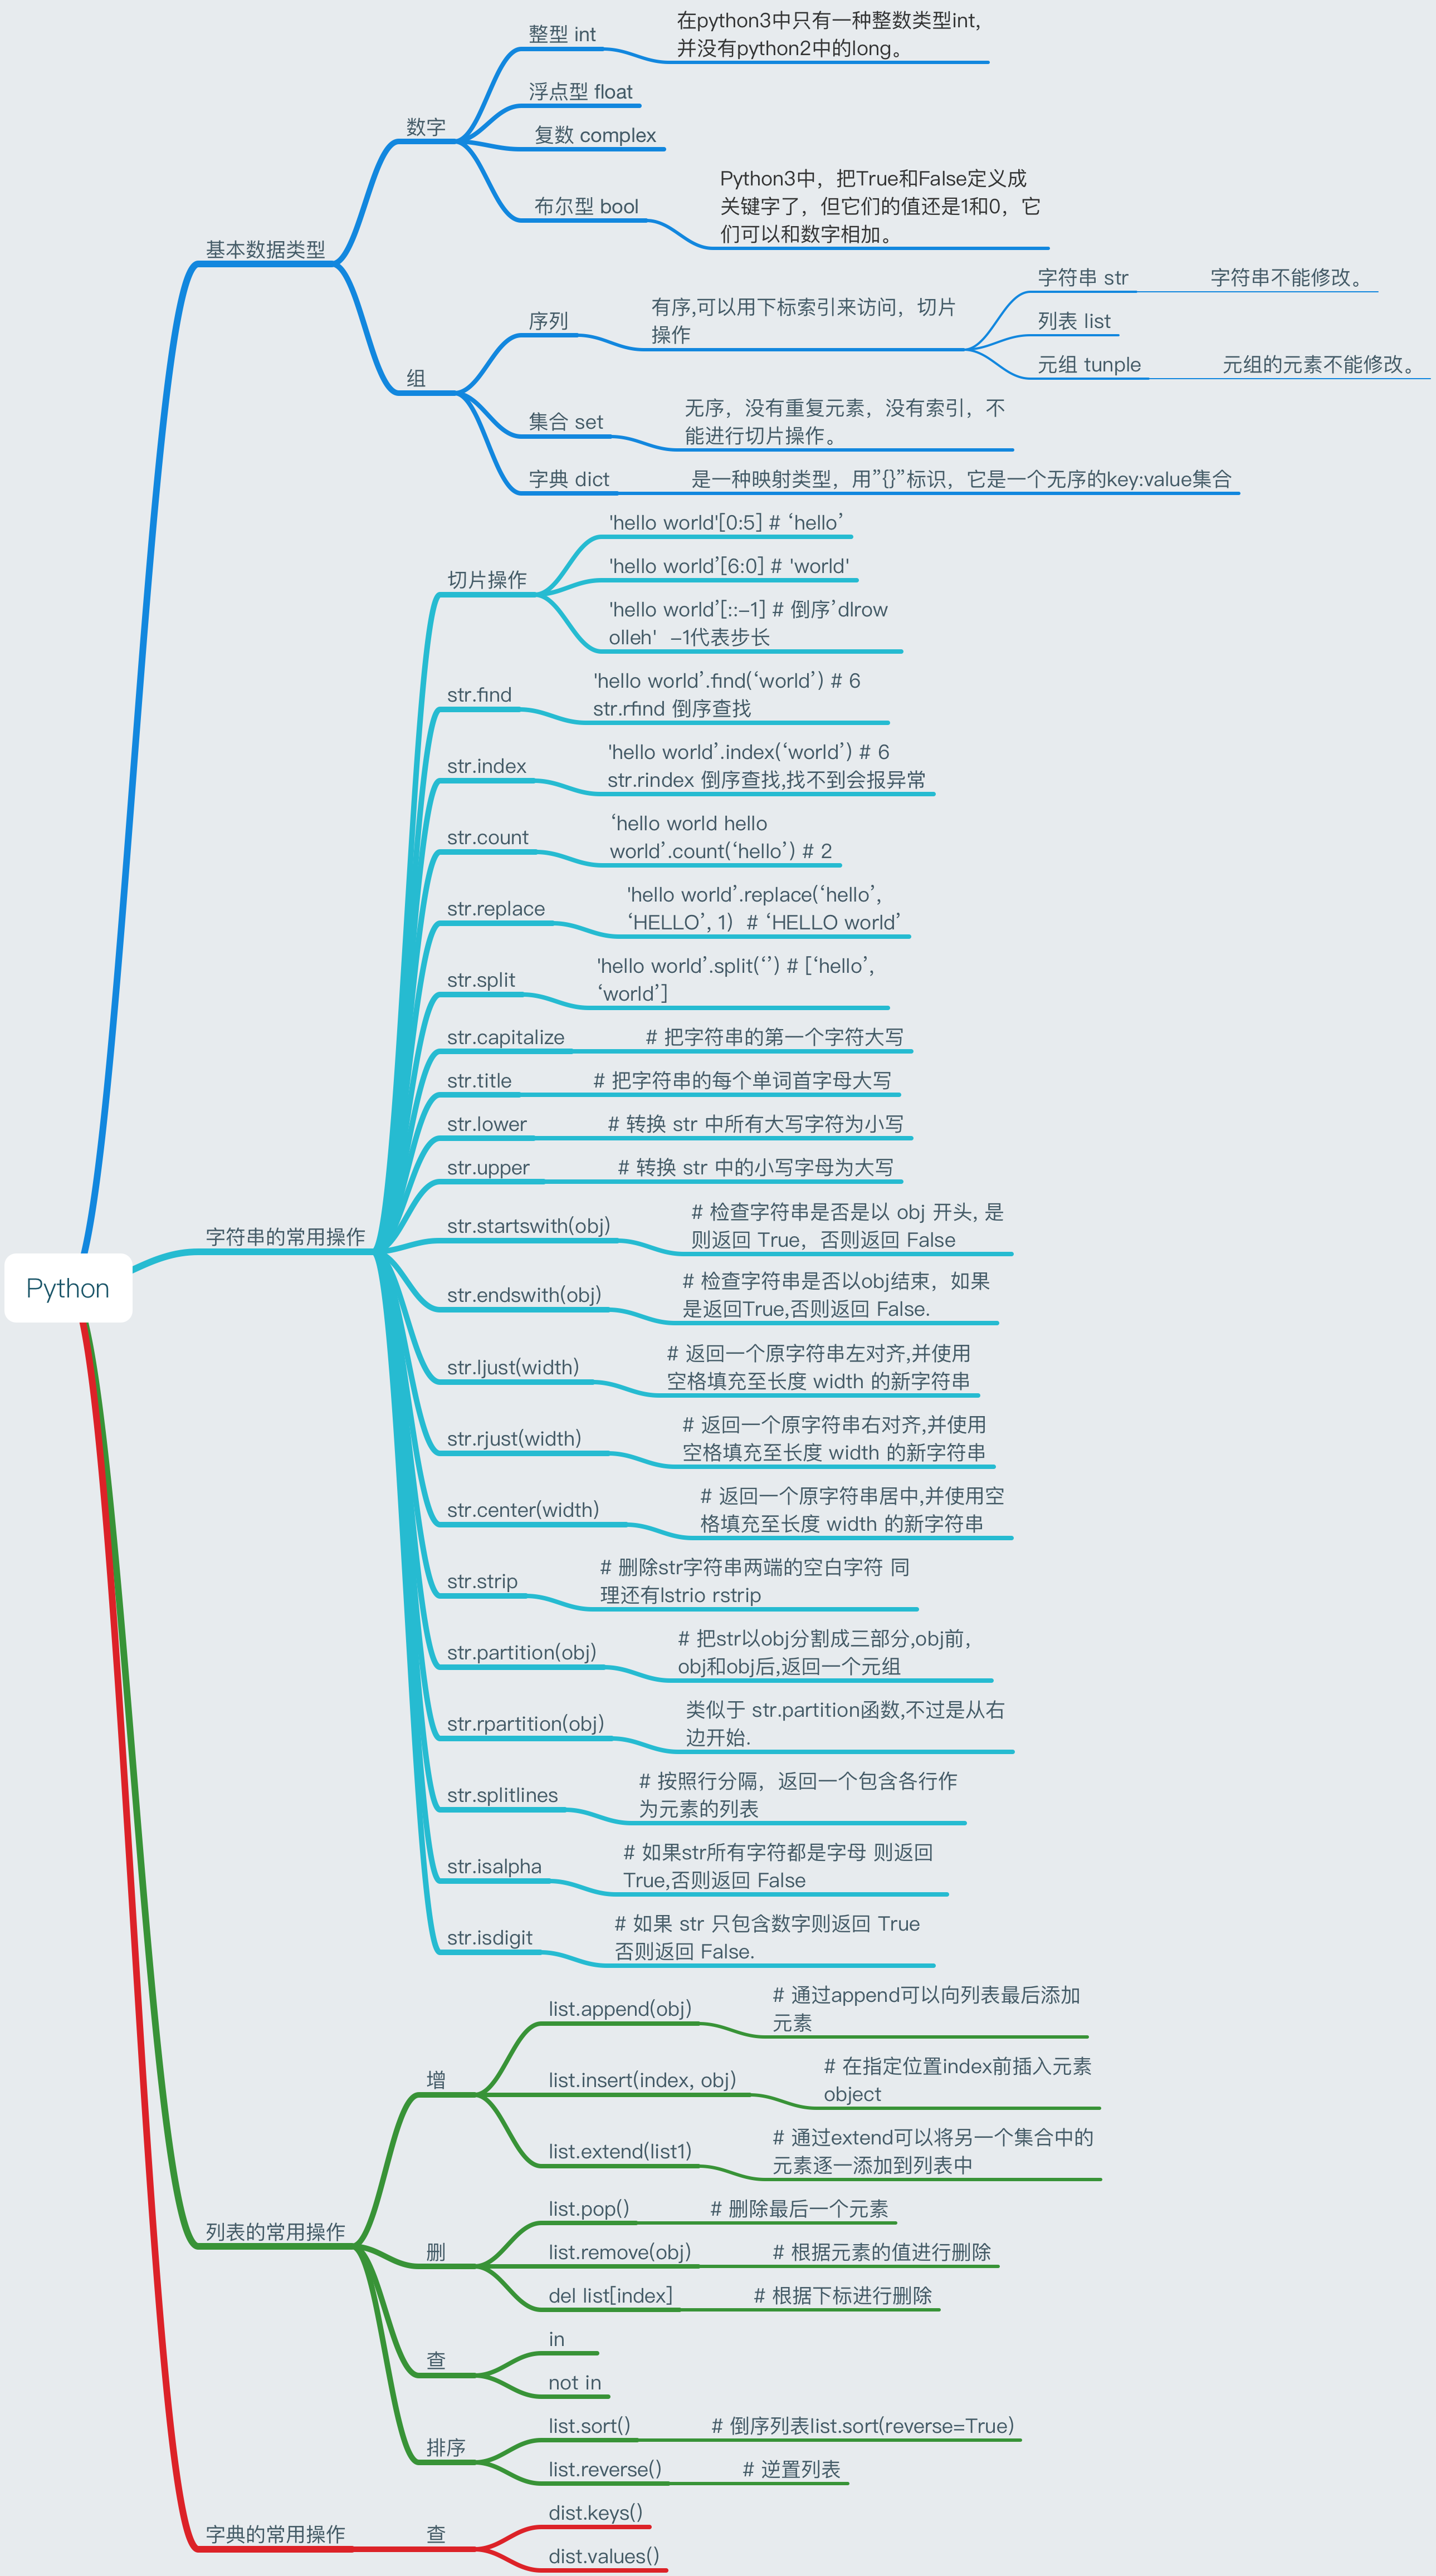 整型 int
在python3中只有一种整数类型int,
并没有python2中的long。
浮点型 float
数字
复数 complex
布尔型 bool
Python3中，把True和False定义成
关键字了，但它们的值还是1和0，它
们可以和数字相加。
基本数据类型
组
序列
有序,可以用下标索引来访问，切片
操作
字符串 str
字符串不能修改。
列表 list
元组 tunple
元组的元素不能修改。
集合 set
无序，没有重复元素，没有索引，不
能进行切片操作。
字典 dict
是一种映射类型，用”{}”标识，它是一个无序的key:value集合
切片操作
'hello world'[0:5] # ‘hello’
'hello world’[6:0] # 'world'
'hello world’[::-1] # 倒序’dlrow
olleh'  -1代表步长
str.find
'hello world’.find(‘world’) # 6
str.rfind 倒序查找
str.index
'hello world’.index(‘world’) # 6
str.rindex 倒序查找,找不到会报异常
str.count
‘hello world hello
world’.count(‘hello’) # 2
str.replace
'hello world’.replace(‘hello’,
‘HELLO’, 1)  # ‘HELLO world’
str.split
'hello world’.split(‘’) # [‘hello’,
‘world’]
str.capitalize
# 把字符串的第一个字符大写
str.title
# 把字符串的每个单词首字母大写
str.lower
# 转换 str 中所有大写字符为小写
str.upper
# 转换 str 中的小写字母为大写
字符串的常用操作
str.startswith(obj)
# 检查字符串是否是以 obj 开头, 是
则返回 True，否则返回 False
Python
str.endswith(obj)
# 检查字符串是否以obj结束，如果
是返回True,否则返回 False.
str.ljust(width)
# 返回一个原字符串左对齐,并使用
空格填充至长度 width 的新字符串
str.rjust(width)
# 返回一个原字符串右对齐,并使用
空格填充至长度 width 的新字符串
str.center(width)
# 返回一个原字符串居中,并使用空
格填充至长度 width 的新字符串
str.strip
# 删除str字符串两端的空白字符 同
理还有lstrio rstrip
str.partition(obj)
# 把str以obj分割成三部分,obj前，
obj和obj后,返回一个元组
str.rpartition(obj)
类似于 str.partition函数,不过是从右
边开始.
str.splitlines
# 按照行分隔，返回一个包含各行作
为元素的列表
str.isalpha
# 如果str所有字符都是字母 则返回
True,否则返回 False
str.isdigit
# 如果 str 只包含数字则返回 True
否则返回 False.
增
list.append(obj)
# 通过append可以向列表最后添加
元素
list.insert(index, obj)
# 在指定位置index前插入元素
object
list.extend(list1)
# 通过extend可以将另一个集合中的
元素逐一添加到列表中
列表的常用操作
删
list.pop()
# 删除最后一个元素
list.remove(obj)
# 根据元素的值进行删除
del list[index]
# 根据下标进行删除
查
in
not in
排序
list.sort()
# 倒序列表list.sort(reverse=True)
list.reverse()
# 逆置列表
字典的常用操作
查
dist.keys()
dist.values()